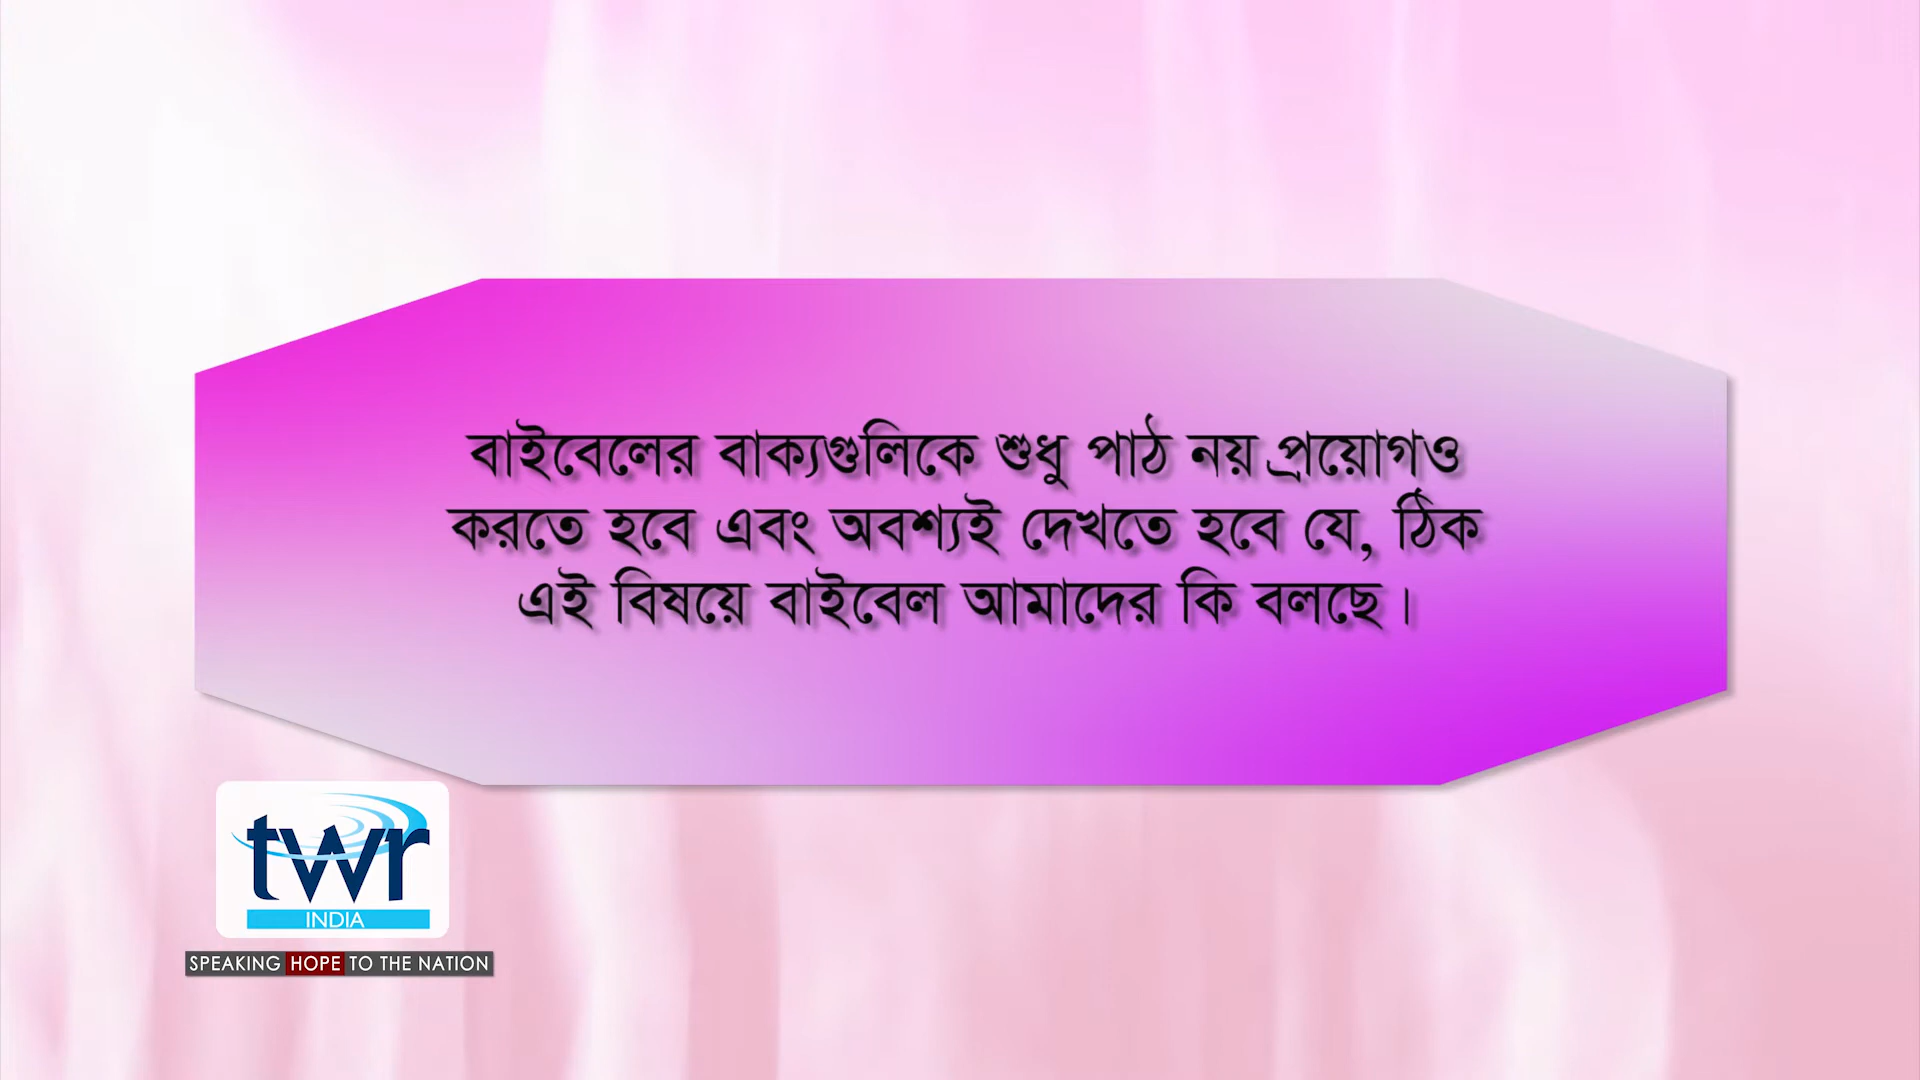 বাইবেলের বাক্যগুলিকে শুধু পাঠ নয় প্রয়োগও
করতে হবে এবং অবশ্যই দেখতে হবে যে, ঠিক
এই বিষয়ে বাইবেল আমাদের কি বলছে।
twr
INDIA
SPEAKING HOPE TO THE NATION